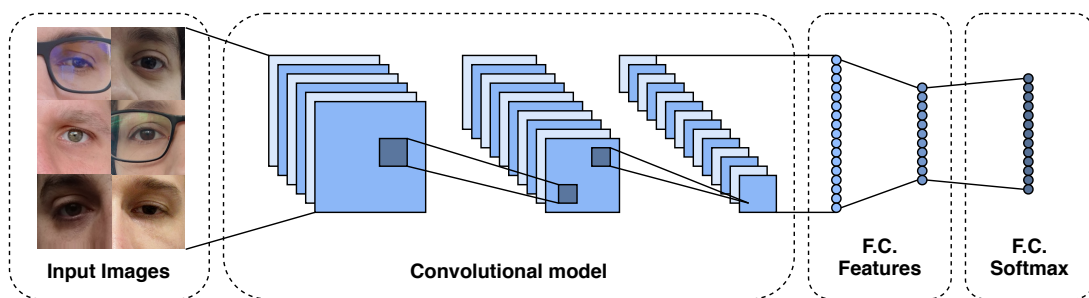 Input Images
Convolutional model
F.C.
Features
F.C.
Softmax